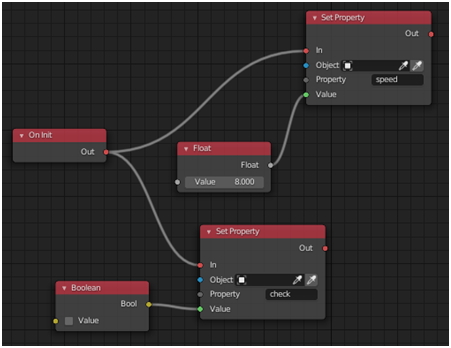 Set Property
Out
In
Object
Property speed
Value
On Init
Out
Float
Float
Value 8.000
Set Property
Out
In
Object
Property check
Value
Boolean
Bool
Value